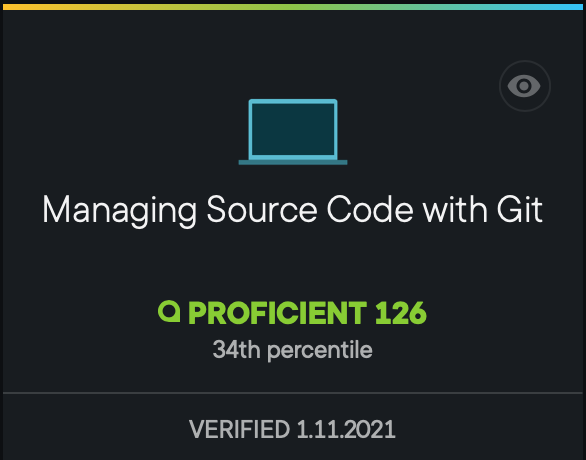 Managing Source Code with Git
PROFICIENT 126
34th percentile
VERIFIED 1.11.2021